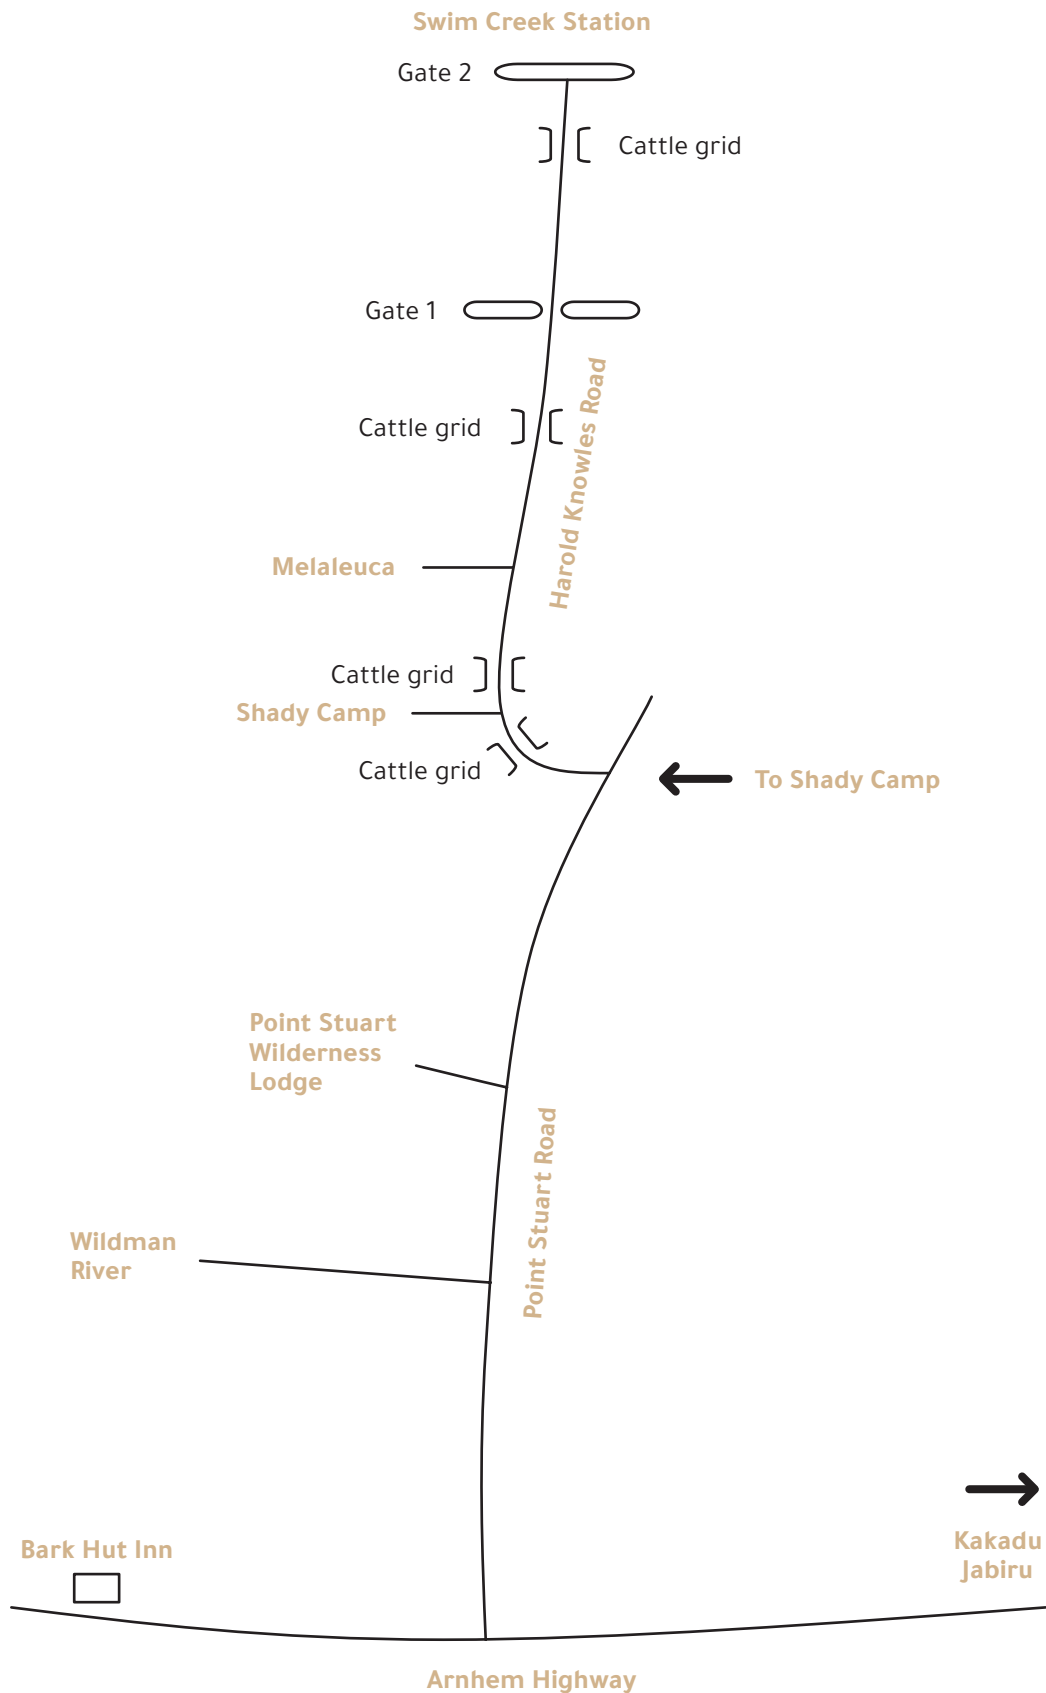 Swim Creek Station
Gate 2
Cattle grid
Gate 1
Harold Knowles Road
Cattle grid
Melaleuca
Cattle grid
Shady Camp
Cattle grid
To Shady Camp
Point Stuart
Wilderness
Lodge
Point Stuart Road
Wildman
River
Kakadu
Jabiru
Bark Hut Inn
Arnhem Highway